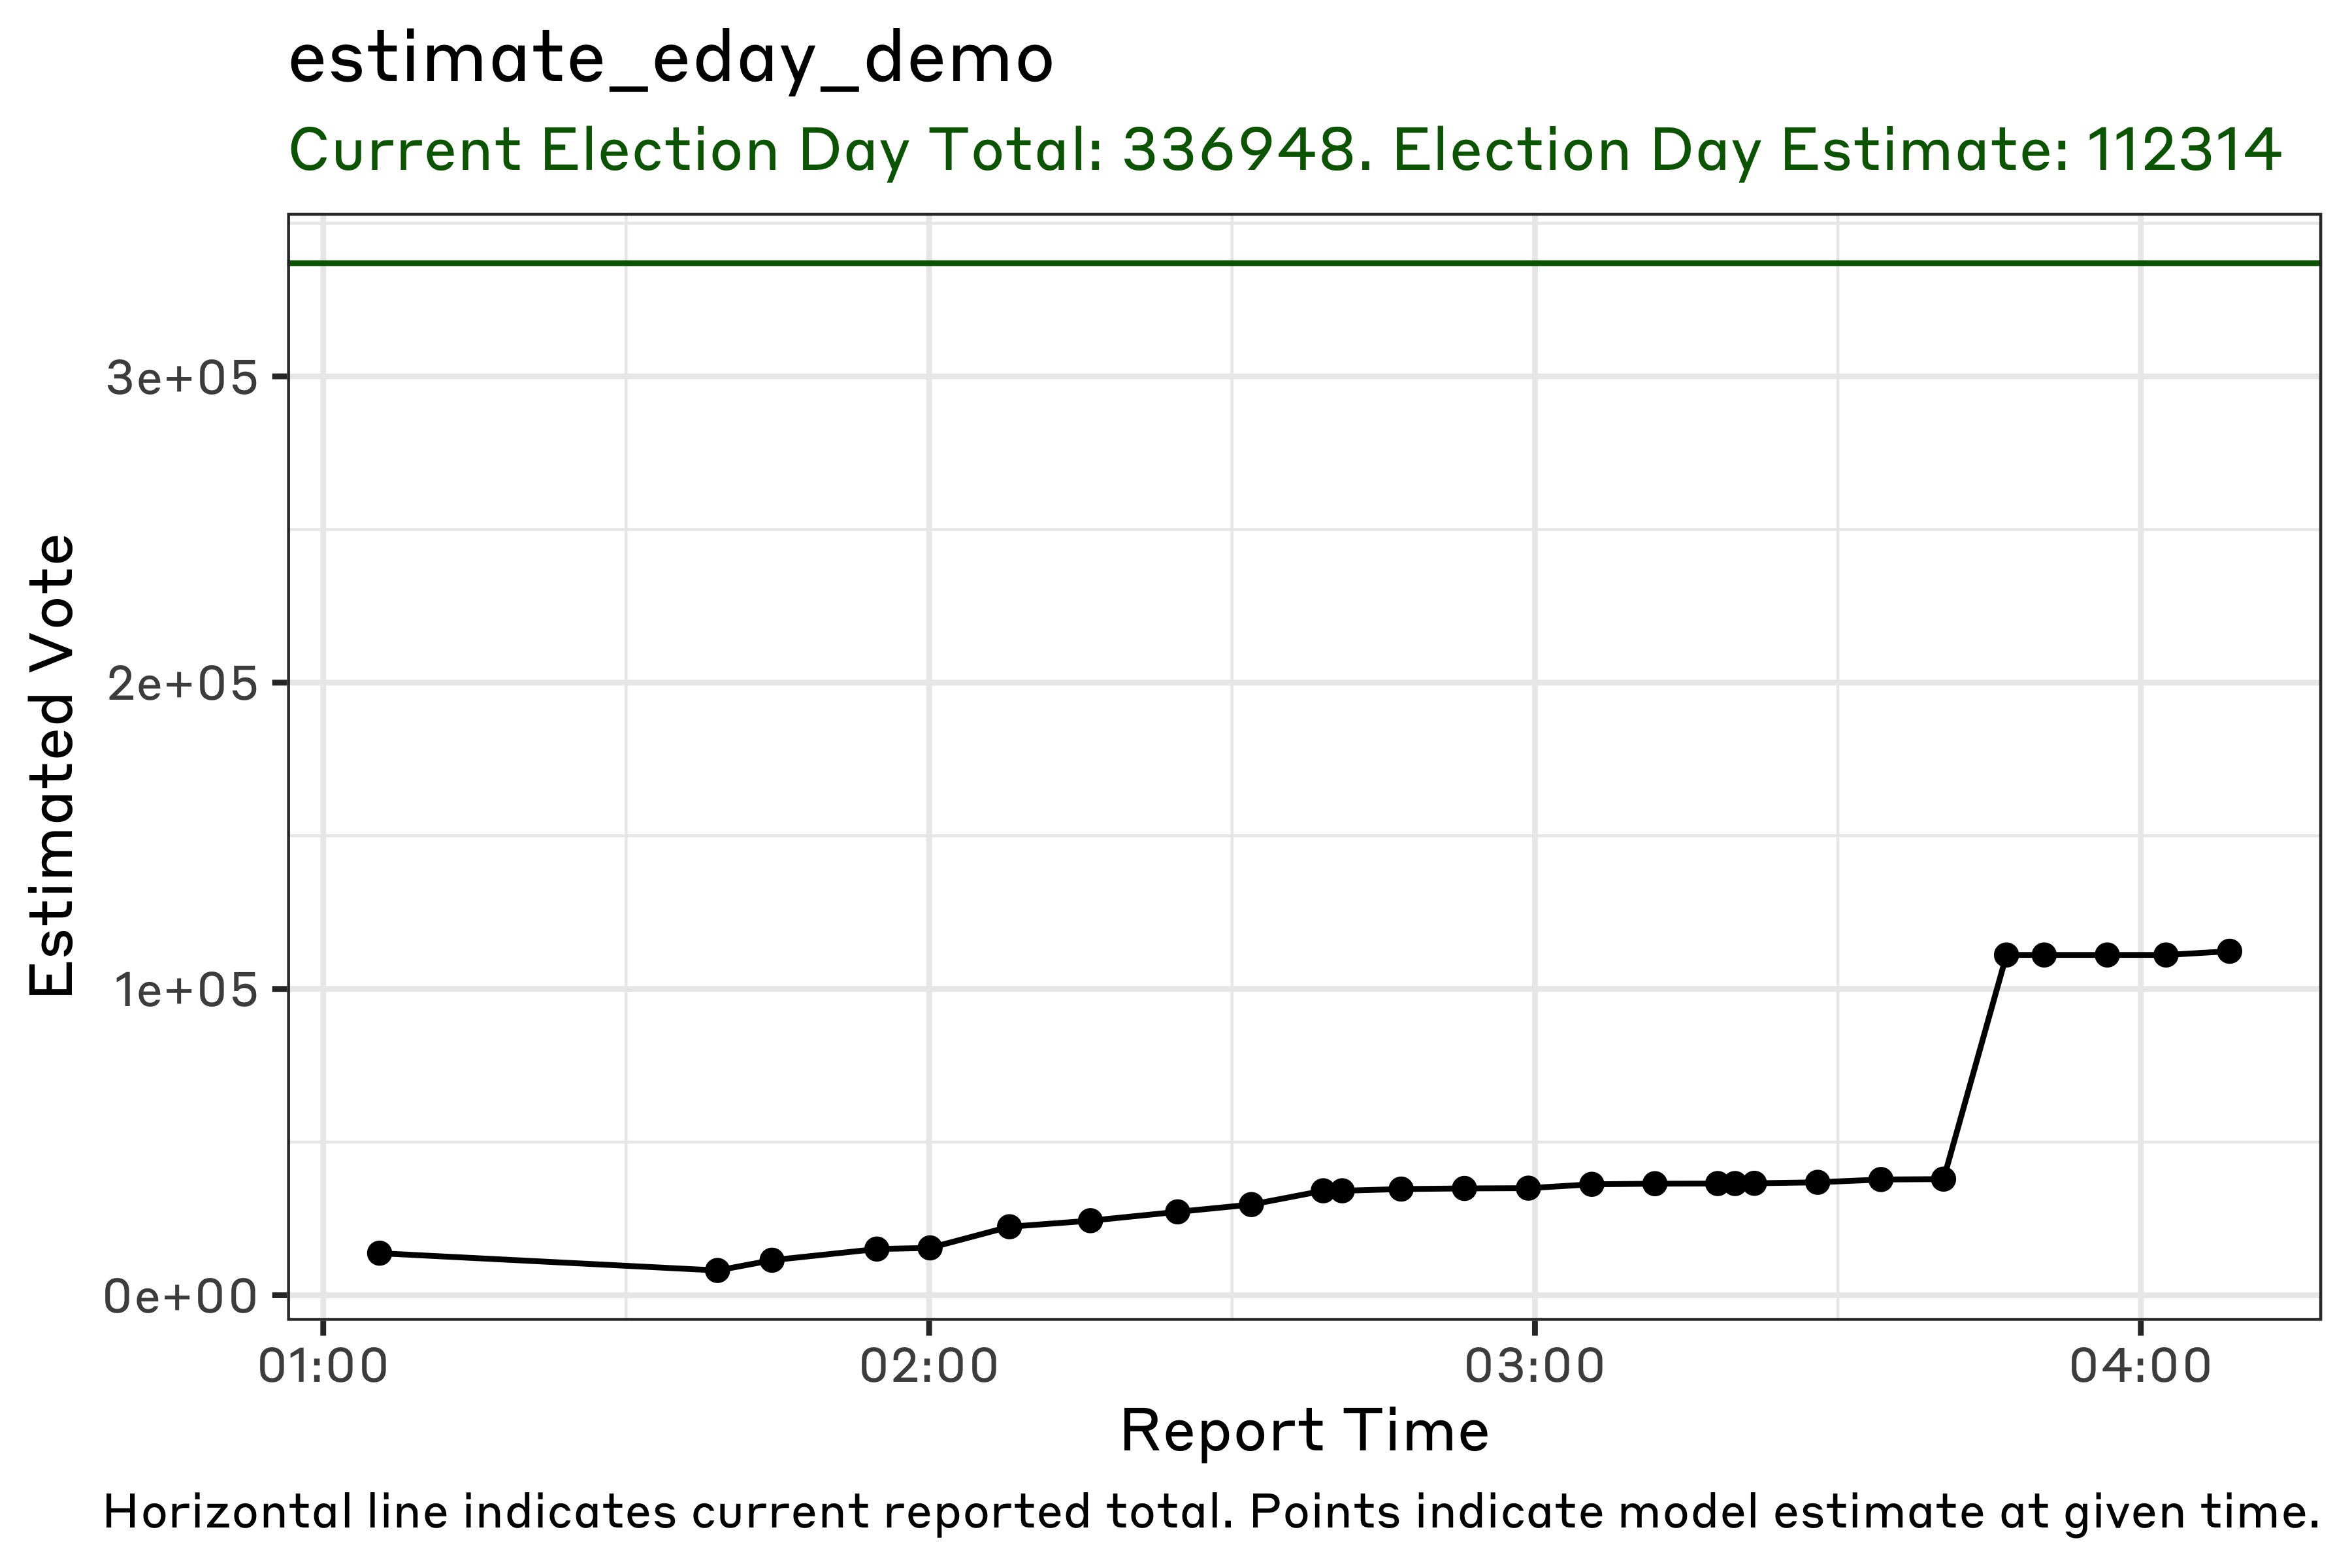 estimate_eday_demo
Current Election Day Total: 336948. Election Day Estimate: 112314
Estimated Vote
3e+05
2e+05
1e+05
0e+00
01:00 02:00 03:00 04:00
Report Time
Horizontal line indicates current reported total. Points indicate model estimate at given time.